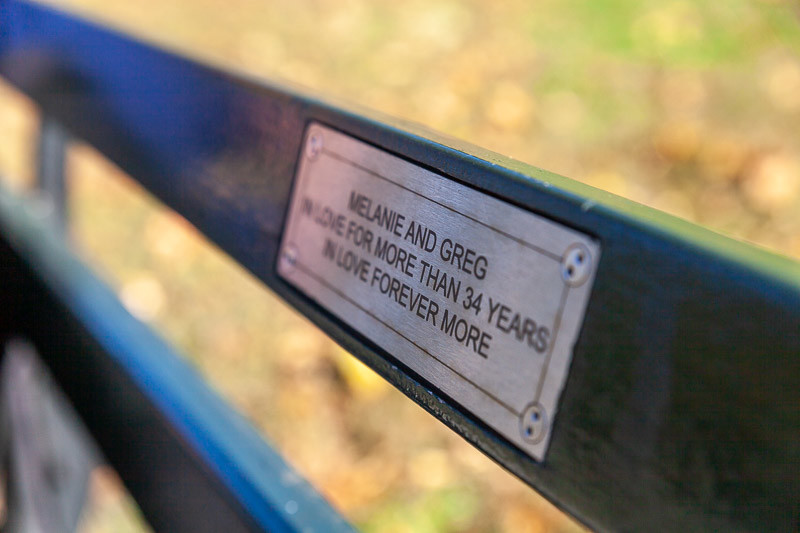 MELANIE AND GREG
IN LOVE FOR MORE THAN 34 YEARS
IN LOVE FOREVER MORE